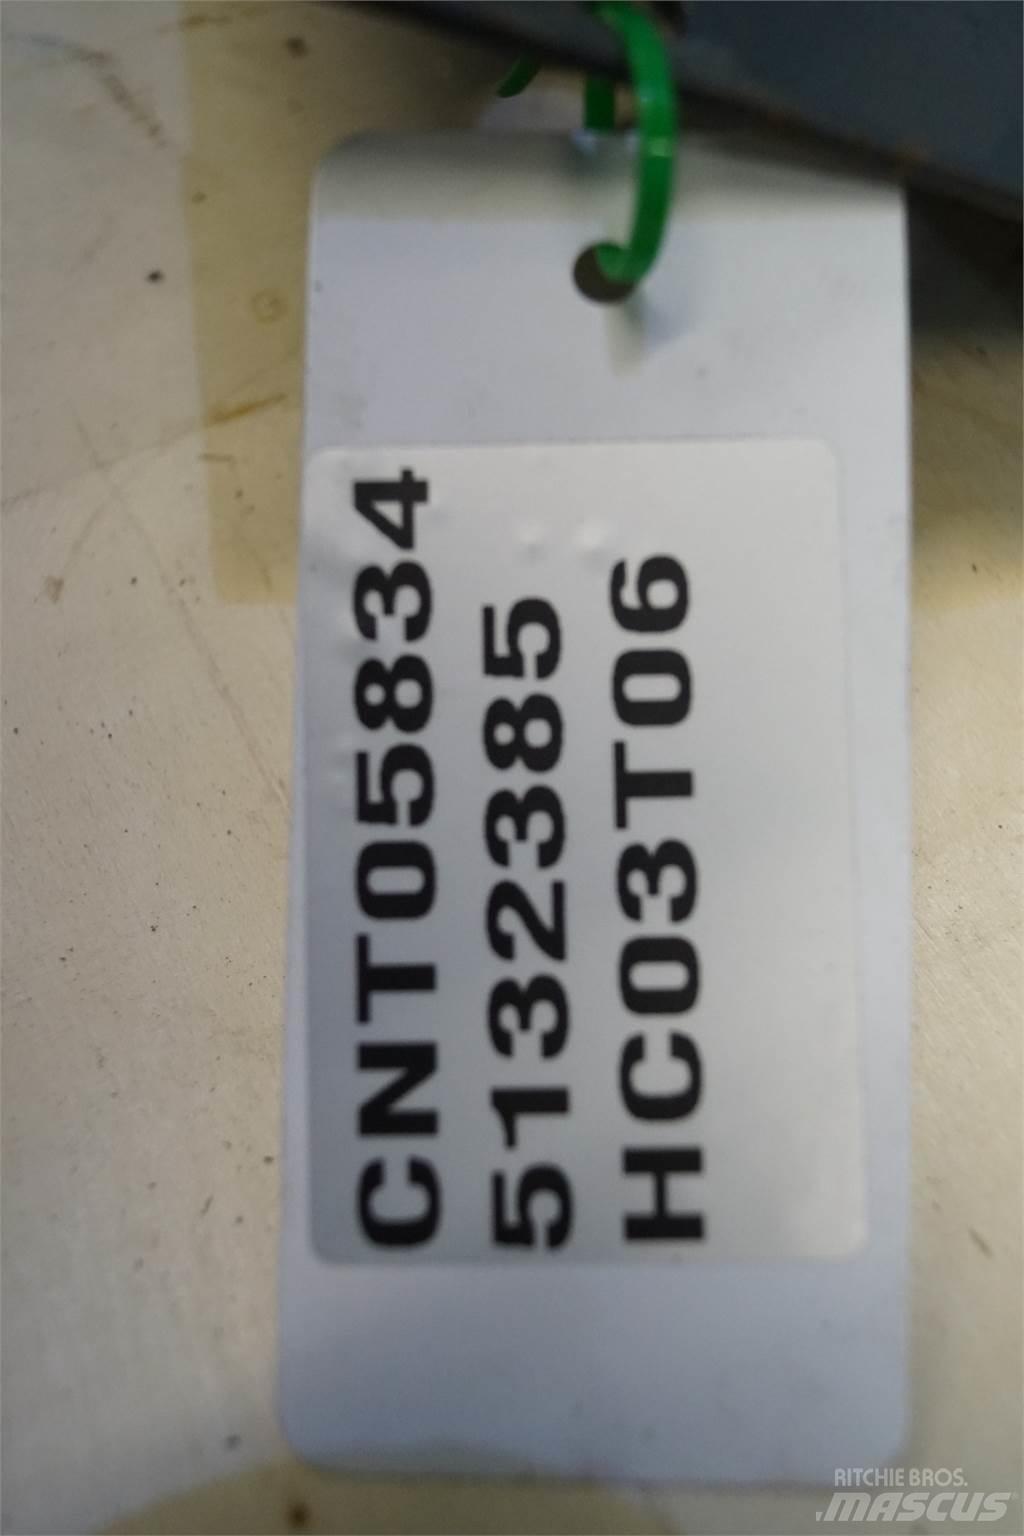 CNT05834
5132385
HC03T06
RITCHIE BROS.
MASCUS